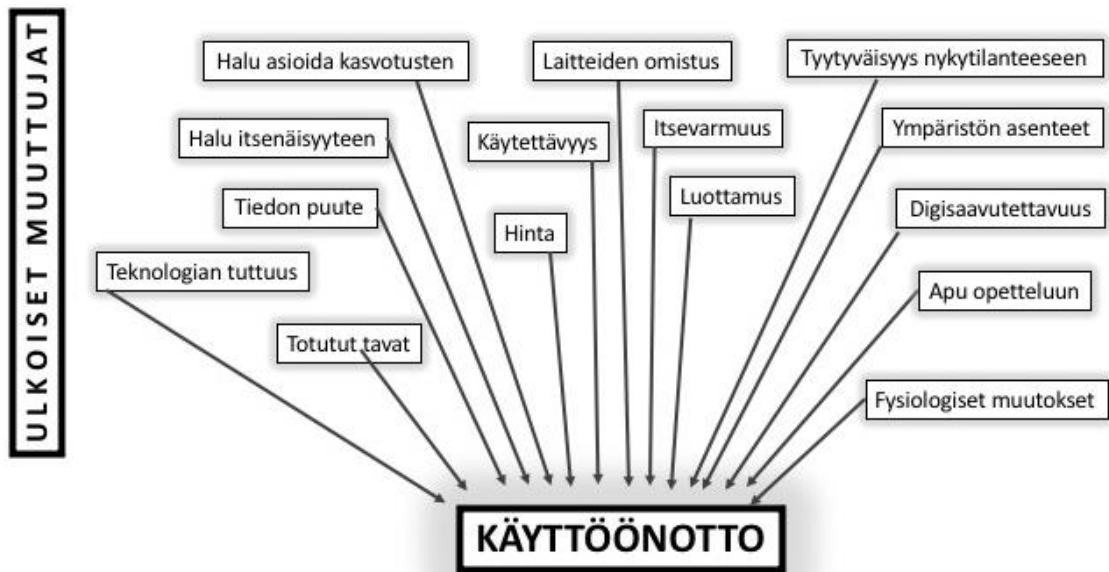 ULKOISET MUUTTUJAT
Halu asioida kasvotusten
Laitteiden omistus
Tyytyväisyys nykytilanteeseen
Halu itsenäisyyteen
Käytettävyys
Itsevarmuus
Ympäristön asenteet
Tiedon puute
Hinta
Luottamus
Digisaavutettavuus
Teknologian tuttuus
Apu opetteluun
Totutut tavat
Fysiologiset muutokset
KÄYTTÖÖNOTTO